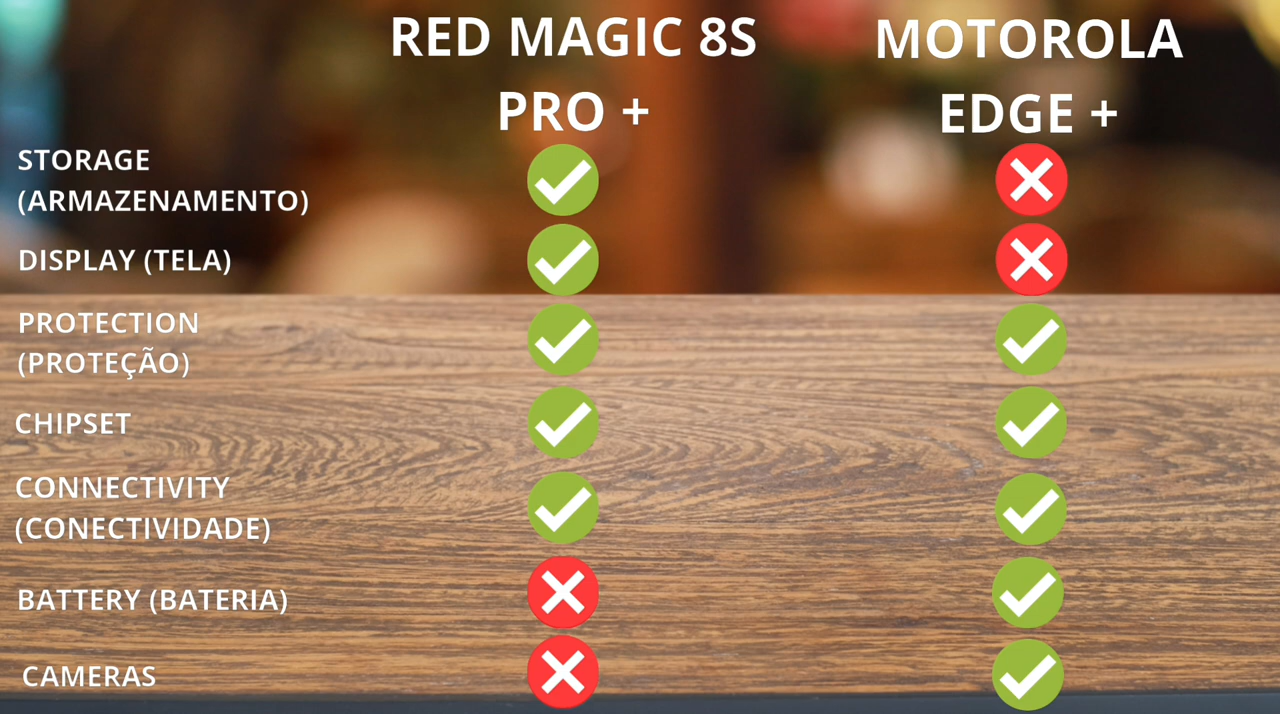 RED MAGIC 8S
PRO +
MOTOROLA
EDGE +
STORAGE
(ARMAZENAMENTO)
DISPLAY (TELA)
PROTECTION
(PROTEÇÃO)
CHIPSET
CONNECTIVITY
(CONECTIVIDADE)
BATTERY (BATERIA)
CAMERAS